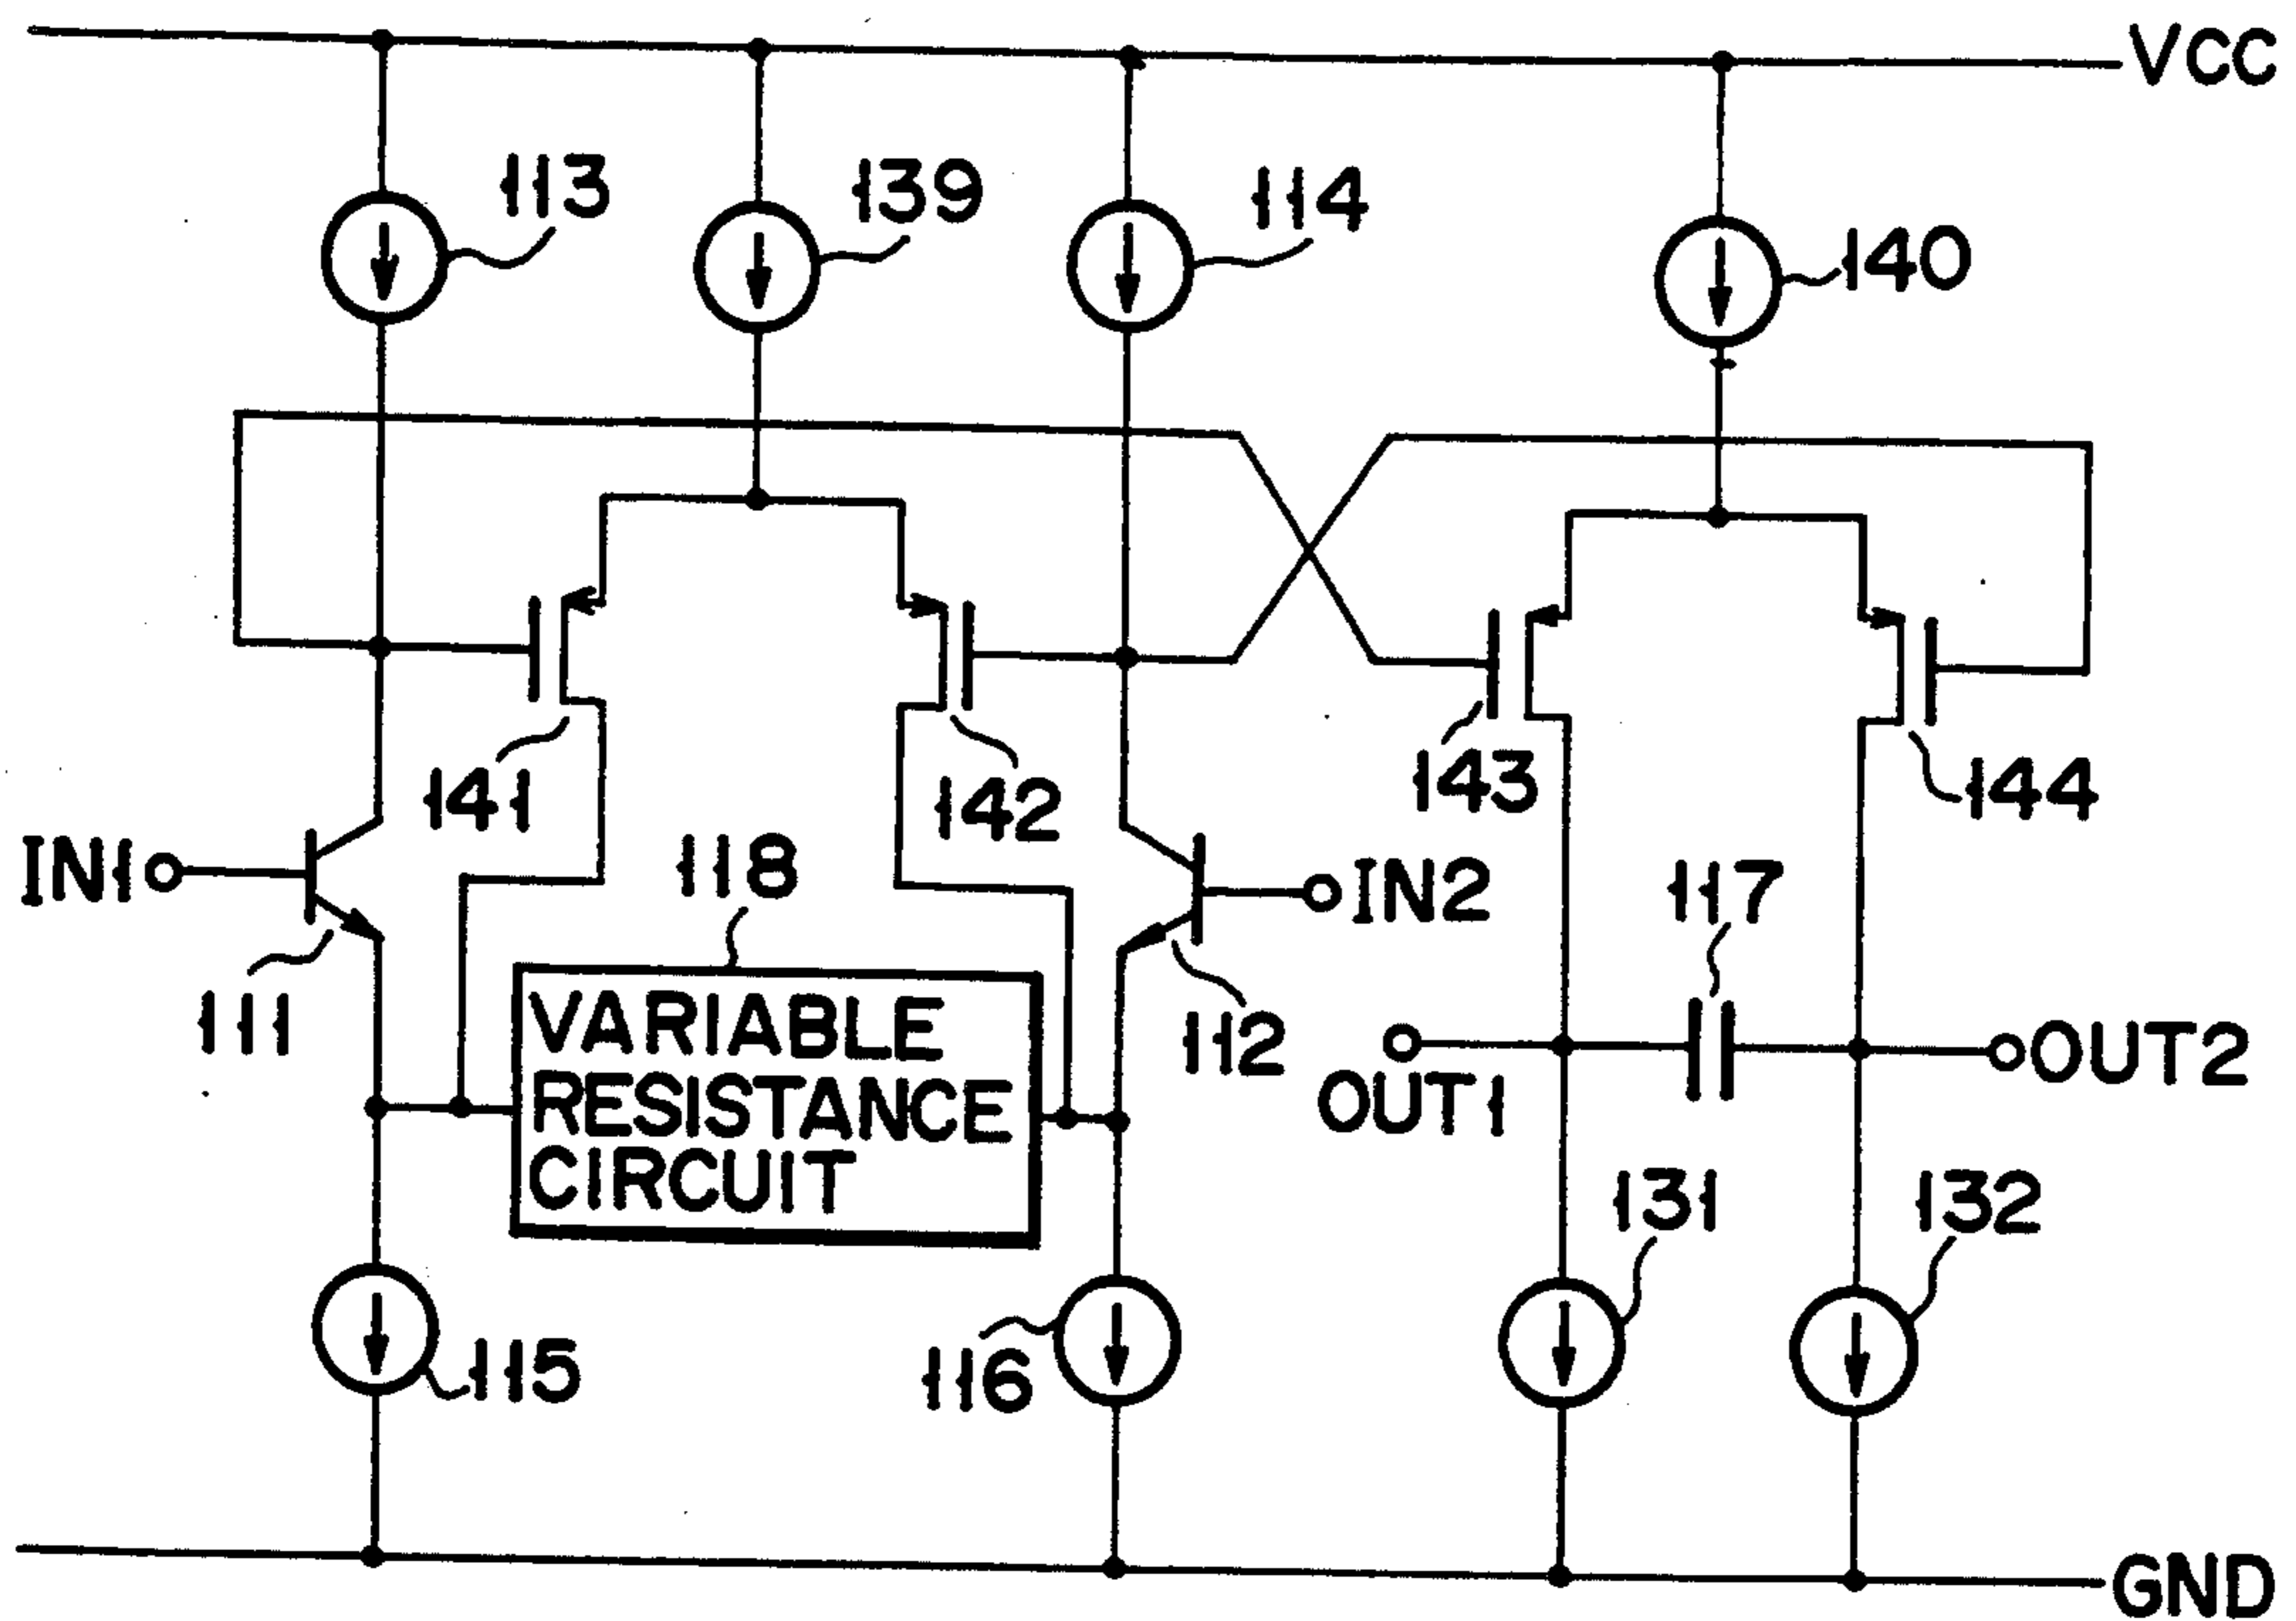 VCC
113
139
114
140
141
142
143
144
IN1
118
IN2
117
VARIABLE
RESISTANCE
CIRCUIT
111
112
OUT1
OUT2
131
132
115
116
GND